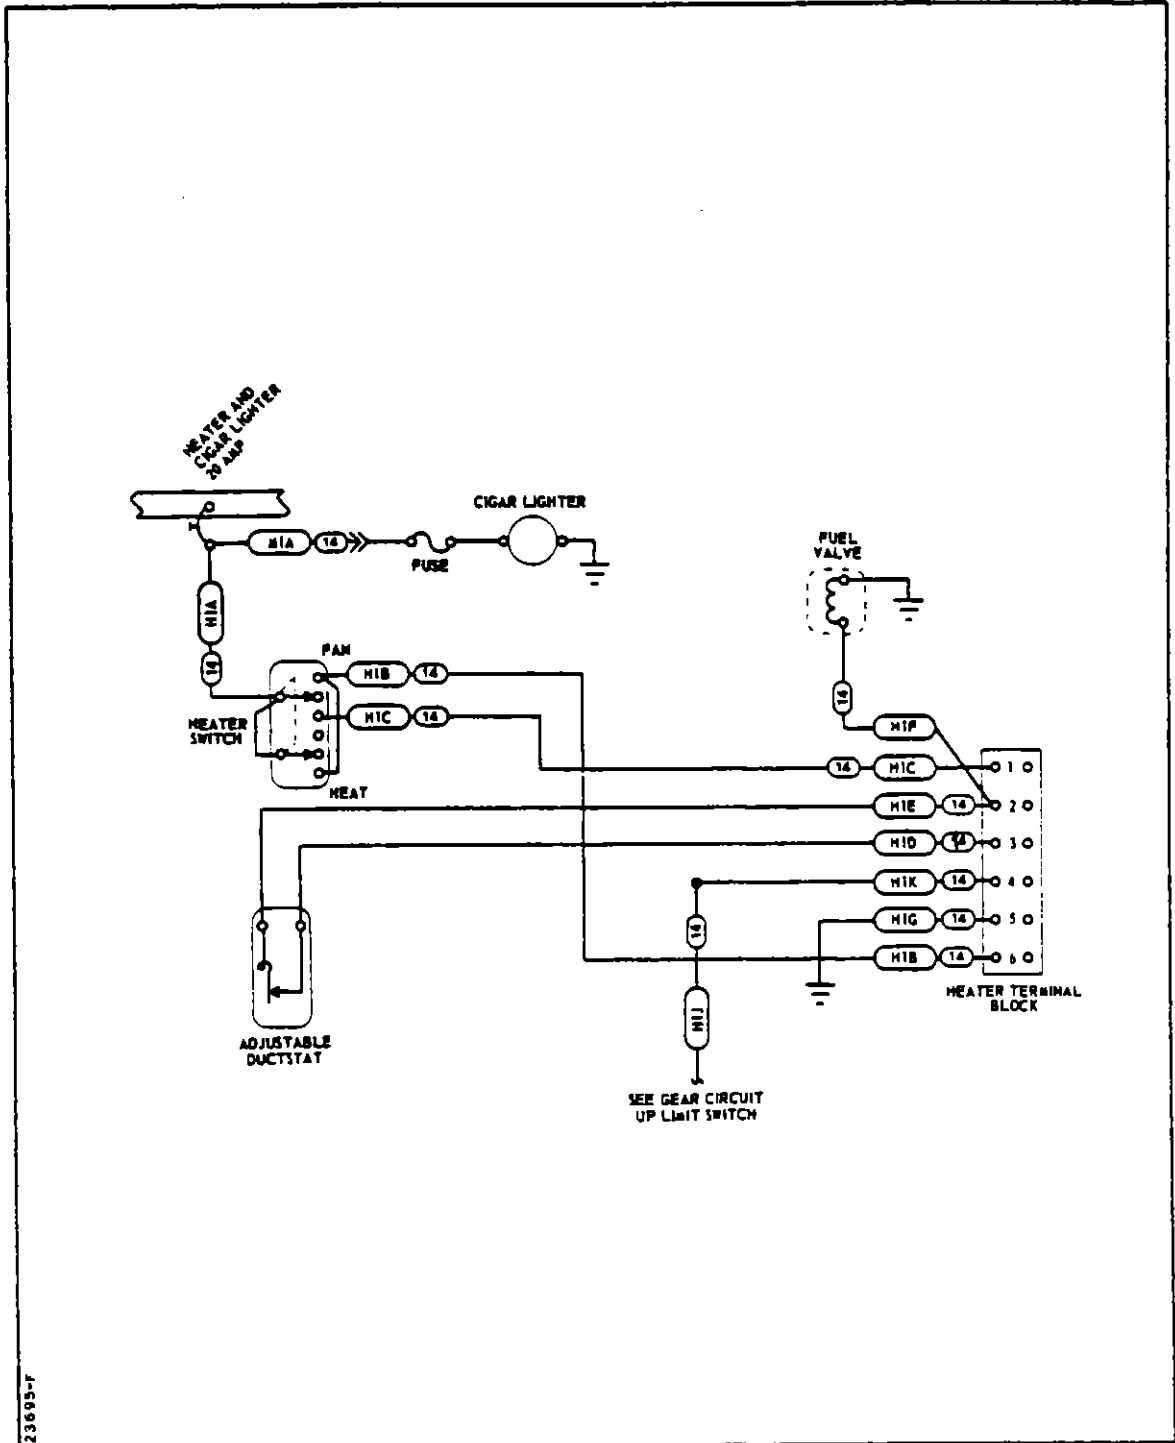 HEATER AND
CIGAR LIGHTER
20 AMP
CIGAR LIGHTER
H1A 14
FUSE
FUEL
VALVE
H1A
14
FAN
H1B 14
H1C 14
HEATER
SWITCH
HEAT
14
H1F
14 H1C 1
H1E 14 2
H1D 14 3
H1K 14 4
H1G 14 5
H1B 14 6
14
H1J
HEATER TERMINAL
BLOCK
ADJUSTABLE
DUCTSTAT
SEE GEAR CIRCUIT
UP LIMIT SWITCH
23695-F